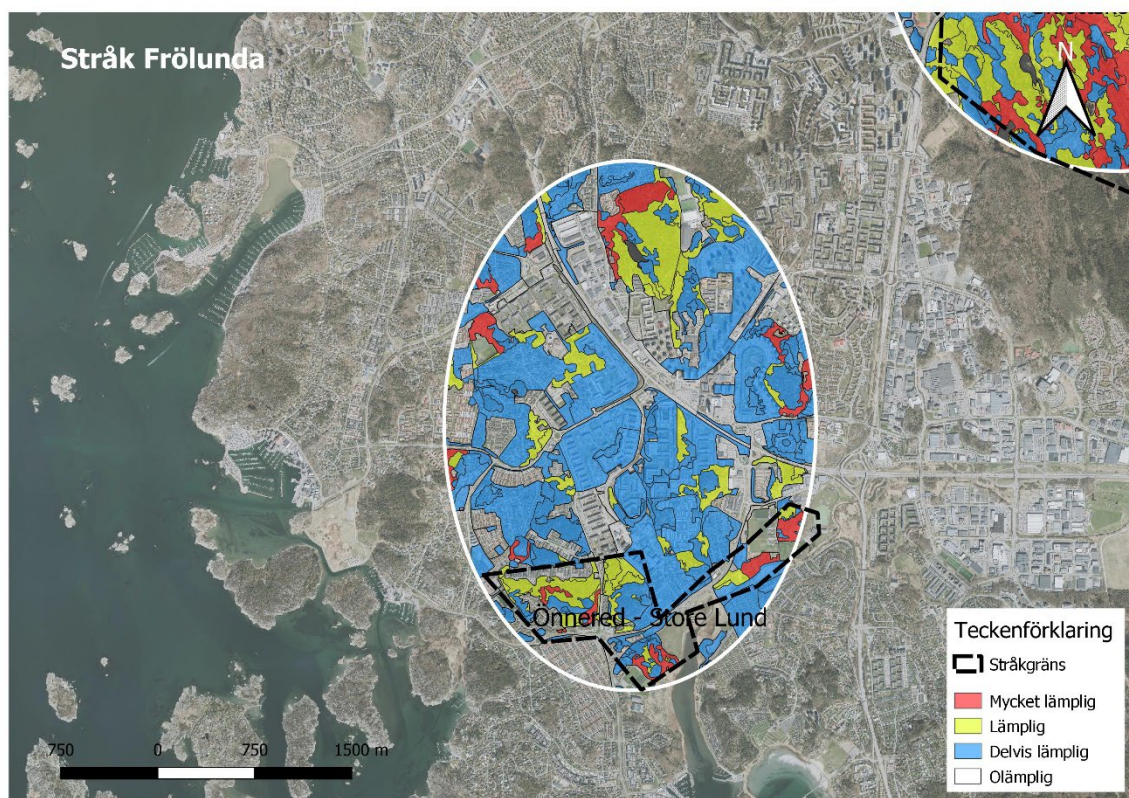 Stråk Frölunda
N
Önnered - Store Lund
Teckenförklaring
Stråkgräns
Mycket lämplig
Lämplig
Delvis lämplig
Olämplig
750 0 750 1500 m